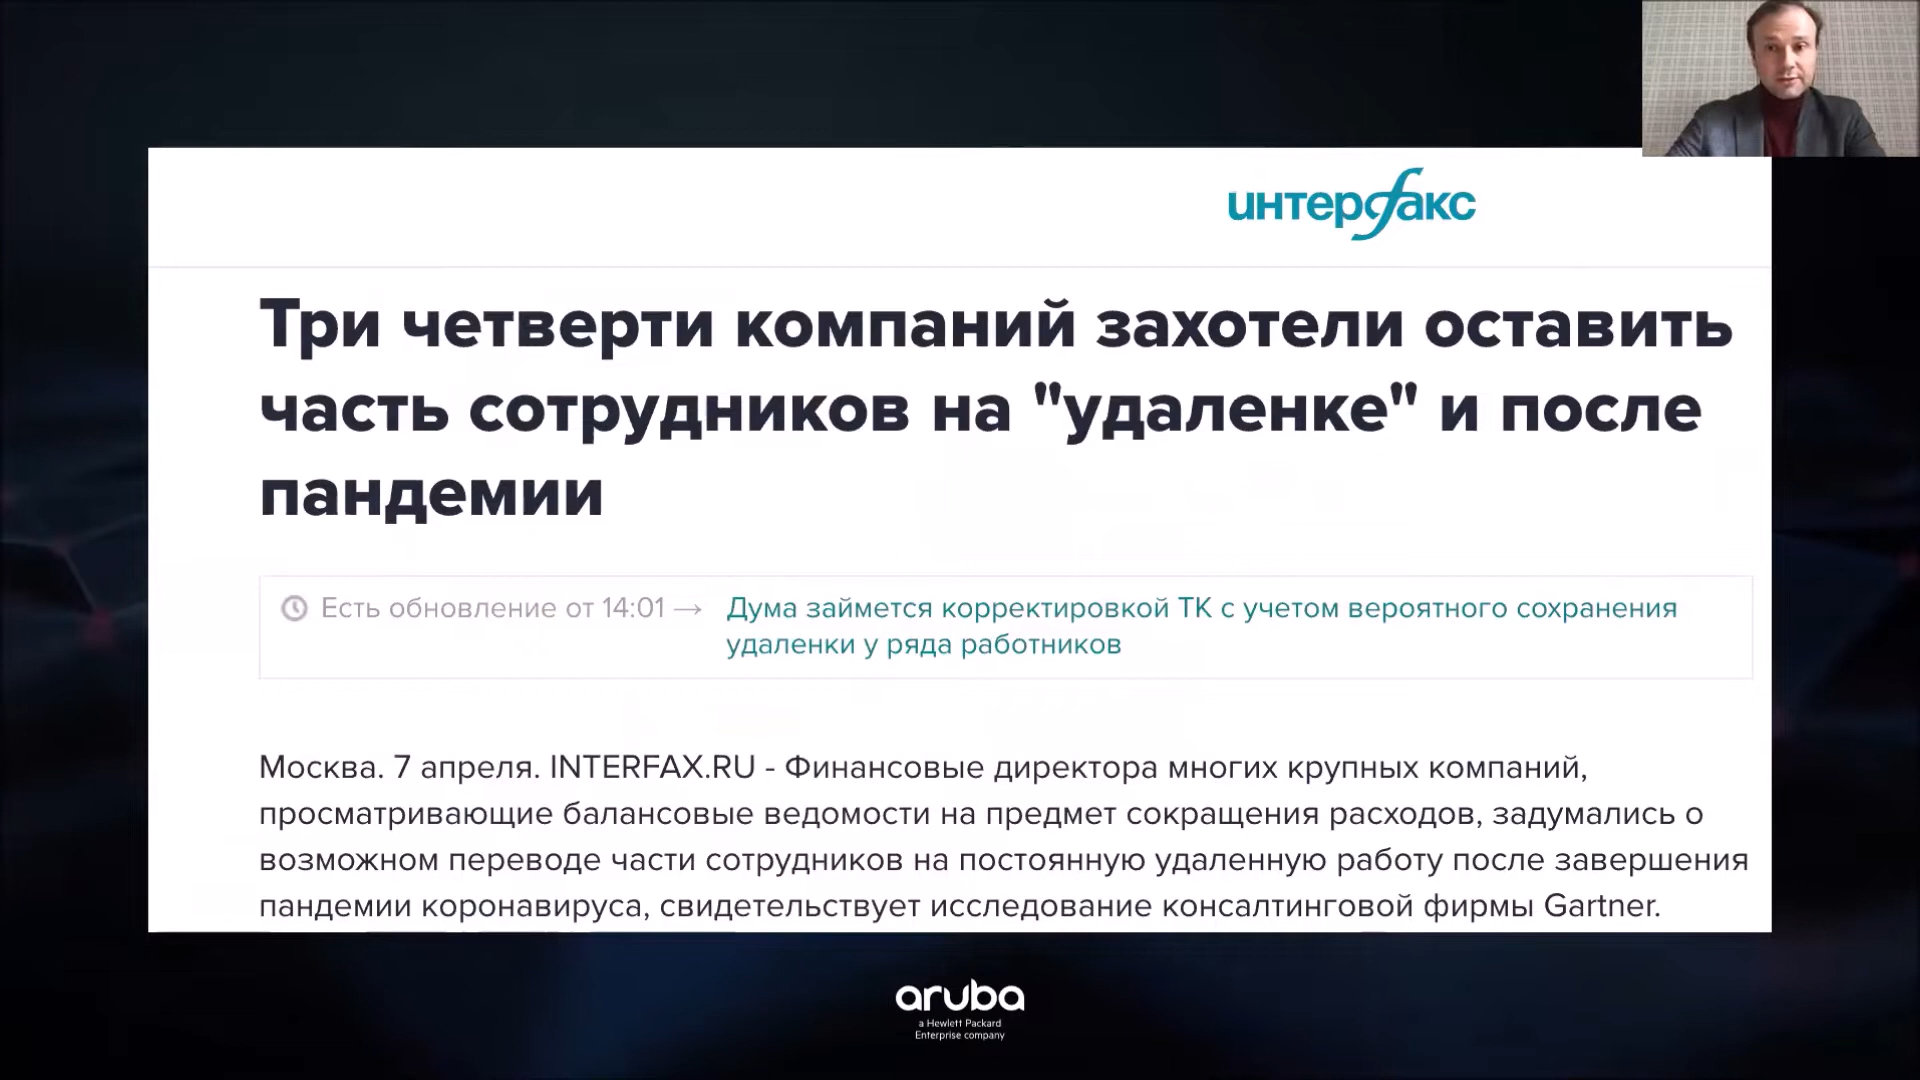 интерфакс
Три четверти компаний захотели оставить
часть сотрудников на "удаленке" и после
пандемии
Есть обновление от 14:01 → Дума займется корректировкой ТК с учетом вероятного сохранения
удаленки у ряда работников
Москва. 7 апреля. INTERFAX.RU - Финансовые директора многих крупных компаний,
просматривающие балансовые ведомости на предмет сокращения расходов, задумались о
возможном переводе части сотрудников на постоянную удаленную работу после завершения
пандемии коронавируса, свидетельствует исследование консалтинговой фирмы Gartner.
aruba
a Hewlett Packard
Enterprise company